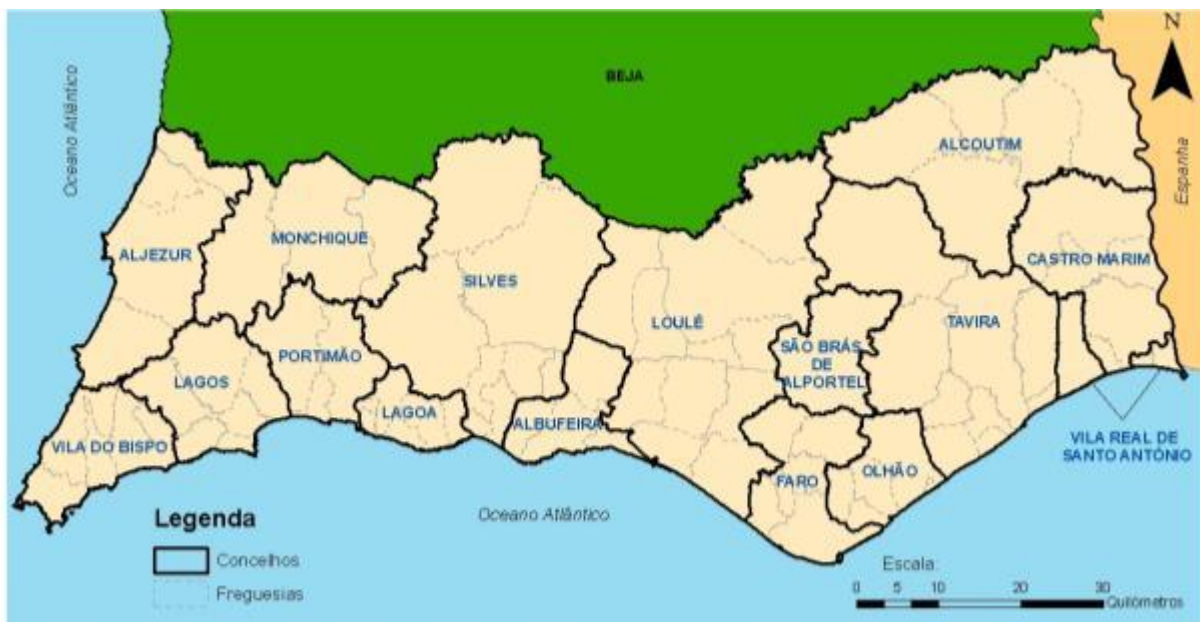 N
BEJA
Oceano Atlântico
Espanha
ALCOUTIM
ALJEZUR
MONCHIQUE
SILVES
CASTRO MARIM
LOULÉ
TAVIRA
SÃO BRÁS
DE
ALPORTEL
PORTIMÃO
LAGOS
LAGOA
ALBUFEIRA
VILA DO BISPO
FARO
OLHÃO
VILA REAL DE
SANTO ANTÓNIO
Oceano Atlântico
Legenda
Concelhos
Freguesias
Escala:
0 5 10 20 30
Quilómetros